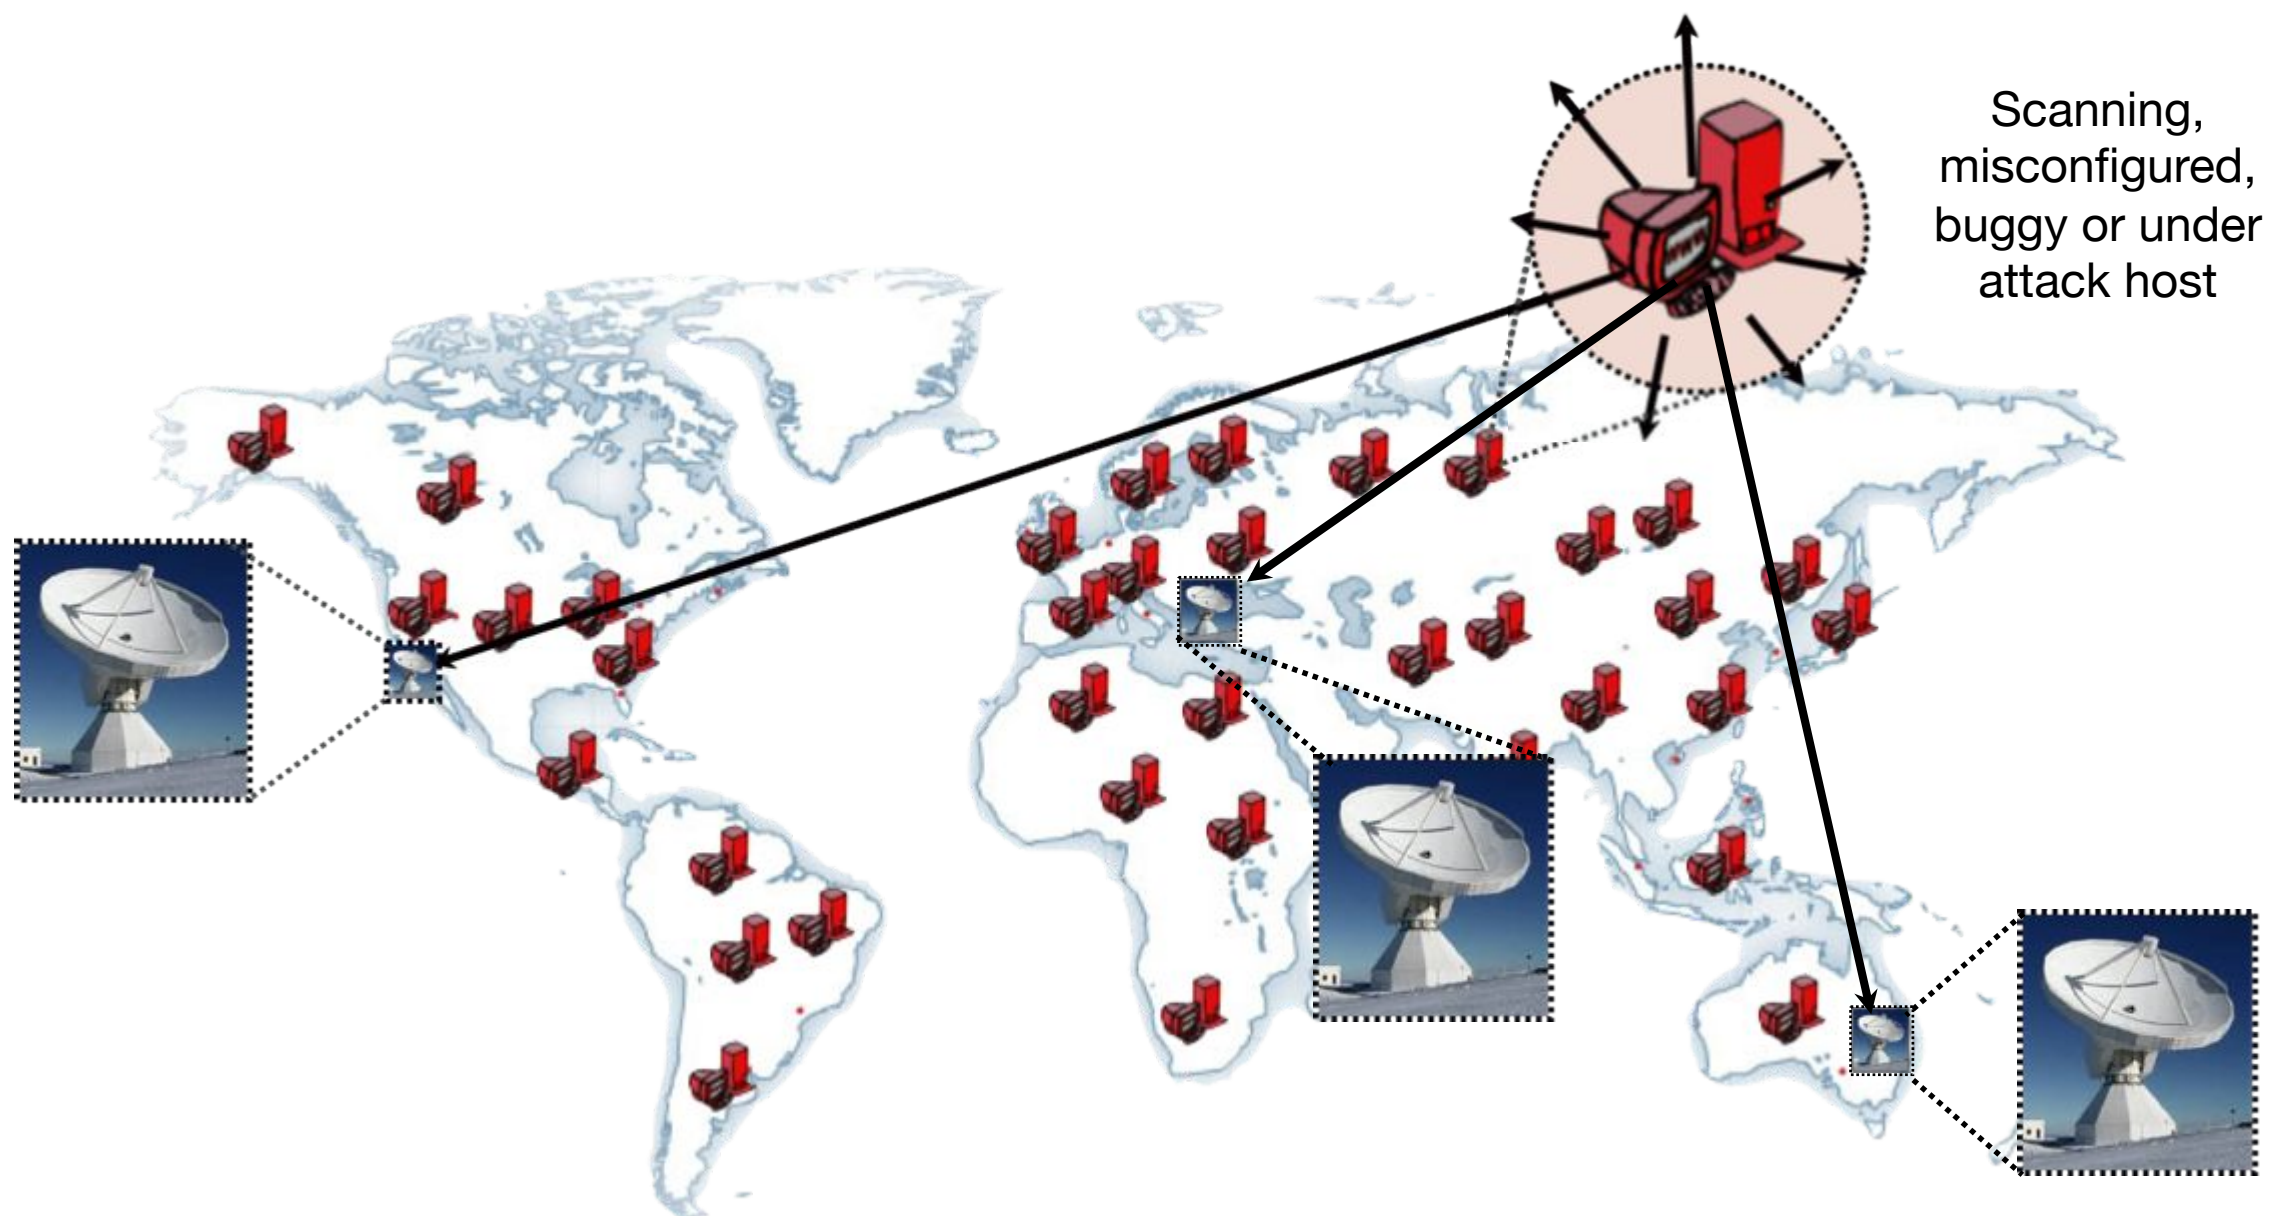 Scanning,
misconfigured,
buggy or under
attack host